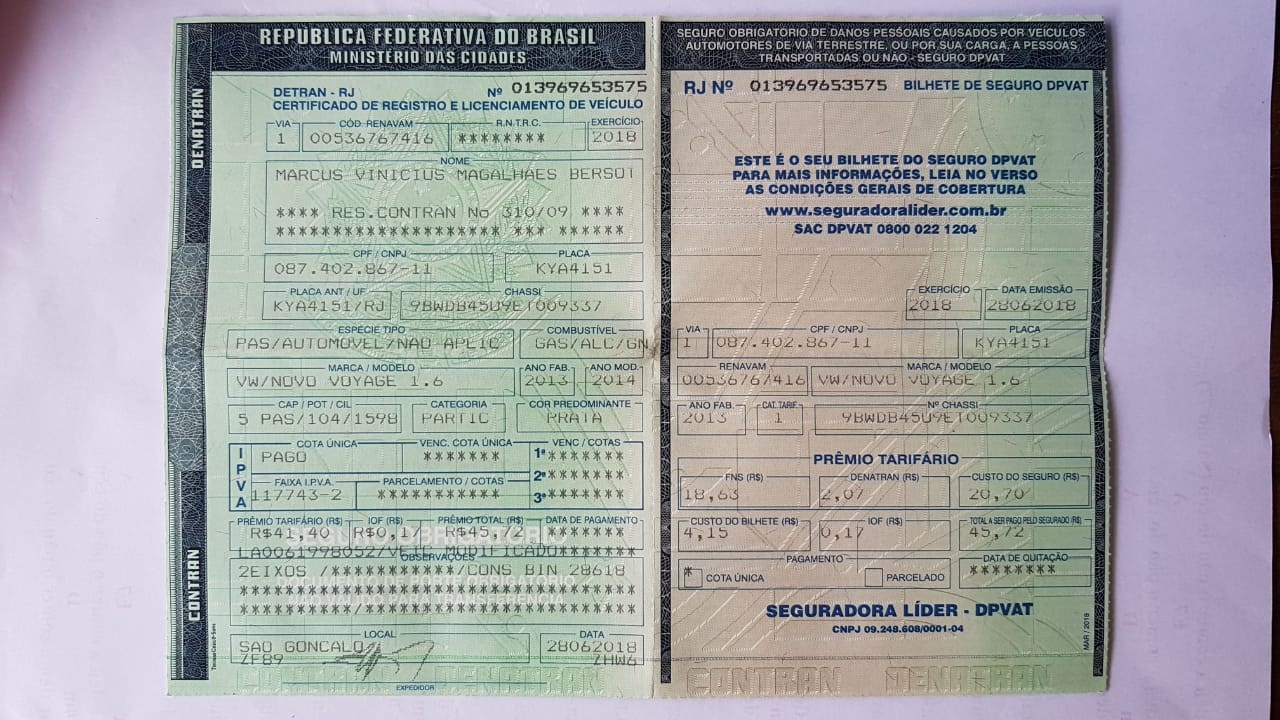 REPÚBLICA FEDERATIVA DO BRASIL
MINISTÉRIO DAS CIDADES
DENATRAN
CONTRAN
DETRAN - RJ Nº 013969653575
CERTIFICADO DE REGISTRO E LICENCIAMENTO DE VEÍCULO
VIA CÓD. RENAVAM R.N.T.R.C. EXERCÍCIO
1 00536767416 ******** 2018
NOME
MARCUS VINICIUS MAGALHAES BERSOT
**** RES.CONTRAN No 310/09 ****
******************* *** *******
CPF / CNPJ PLACA
087.402.867-11 KYA4151
PLACA ANT / UF CHASSI
KYA4151/RJ 9BWDB45U9ET009337
ESPÉCIE TIPO COMBUSTÍVEL
PAS/AUTOMOVEL/NAO APLIC GAS/ALC/GN
MARCA / MODELO ANO FAB. ANO MOD.
VW/NOVO VOYAGE 1.6 2013 2014
CAP / POT / CIL CATEGORIA COR PREDOMINANTE
5 PAS/104/1598 PARTIC PRATA
IPVA
COTA ÚNICA VENC. COTA ÚNICA VENC / COTAS
PAGO ******* 1ª ********
FAIXA I.P.V.A. PARCELAMENTO / COTAS 2ª ********
117743-2 *********** 3ª ********
PRÊMIO TARIFÁRIO (R$) IOF (R$) PRÊMIO TOTAL (R$) DATA DE PAGAMENTO
R$41,40 R$0,17 R$45,72 *******
SEGURO OBRIGATÓRIO
LA00619980527/VEIC MODIFICADO*******
OBSERVAÇÕES
2EIXOS **********/CONS BIN 28618
DOCUMENTO DE PORTE OBRIGATÓRIO
LOCAL DATA
SAO GONCALO 28062018
ZF89 ZHW6
EXPEDIDOR
SEGURO OBRIGATÓRIO DE DANOS PESSOAIS CAUSADOS POR VEÍCULOS
AUTOMOTORES DE VIA TERRESTRE, OU POR SUA CARGA, A PESSOAS
TRANSPORTADAS OU NÃO - SEGURO DPVAT
RJ Nº 013969653575 BILHETE DE SEGURO DPVAT
ESTE É O SEU BILHETE DO SEGURO DPVAT
PARA MAIS INFORMAÇÕES, LEIA NO VERSO
AS CONDIÇÕES GERAIS DE COBERTURA
www.seguradoralider.com.br
SAC DPVAT 0800 022 1204
EXERCÍCIO DATA EMISSÃO
2018 28062018
VIA CPF / CNPJ PLACA
1 087.402.867-11 KYA4151
RENAVAM MARCA / MODELO
00536767416 VW/NOVO VOYAGE 1.6
ANO FAB. CAT. TARIF. Nº CHASSI
2013 1 9BWDB45U9ET009337
PRÊMIO TARIFÁRIO
FNS (R$) DENATRAN (R$) CUSTO DO SEGURO (R$)
18,63 2,07 20,70
CUSTO DO BILHETE (R$) IOF (R$) TOTAL A SER PAGO PELO SEGURADO (R$)
4,15 0,17 45,72
PAGAMENTO DATA DE QUITAÇÃO
* COTA ÚNICA PARCELADO ********
SEGURADORA LÍDER - DPVAT
CNPJ 09.248.608/0001-04
MAR / 2018
CONTRAN DENATRAN